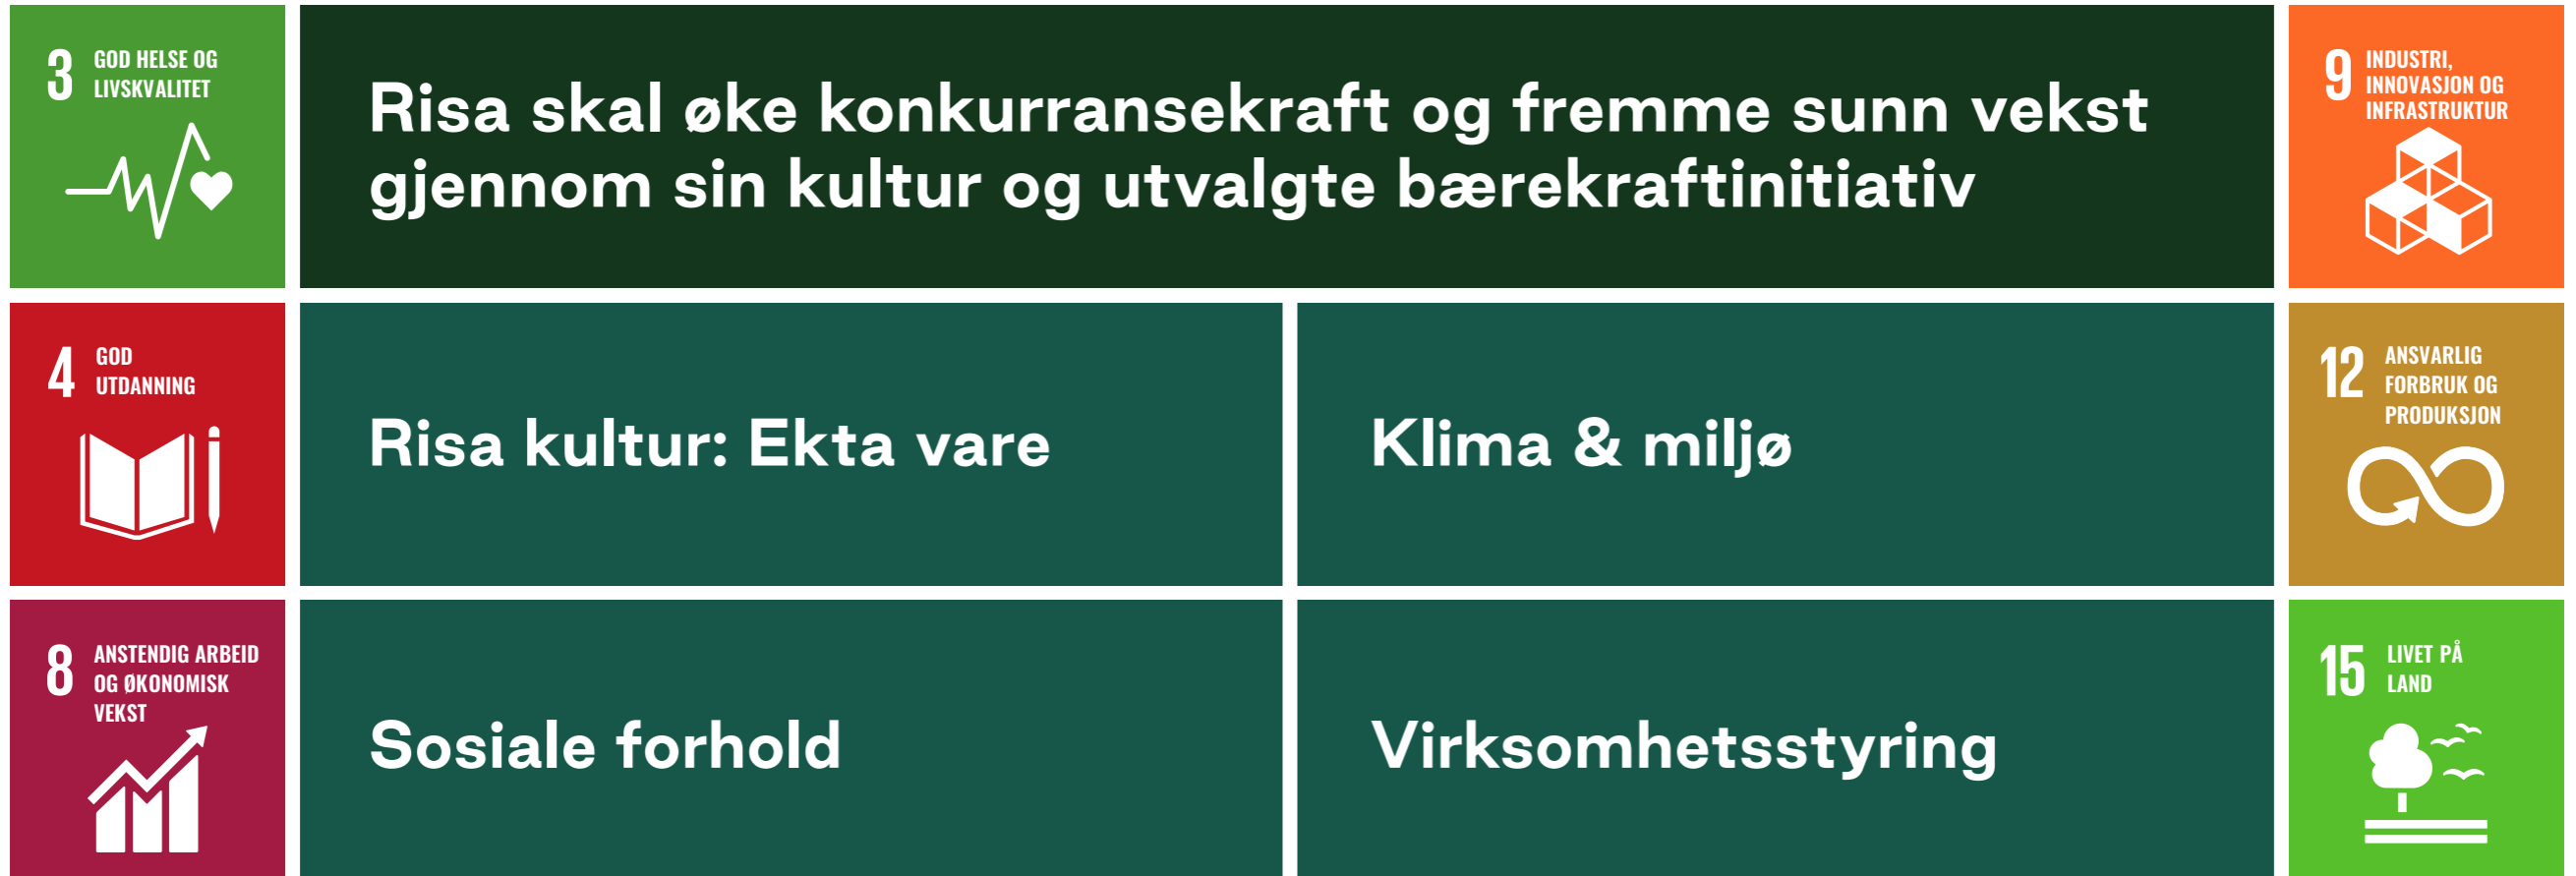 3
GOD HELSE OG
LIVSKVALITET
Risa skal øke konkurransekraft og fremme sunn vekst
gjennom sin kultur og utvalgte bærekraftinitiativ
9
INDUSTRI,
INNOVASJON OG
INFRASTRUKTUR
4
GOD
UTDANNING
Risa kultur: Ekta vare
Klima & miljø
12
ANSVARLIG
FORBRUK OG
PRODUKSJON
8
ANSTENDIG ARBEID
OG ØKONOMISK
VEKST
Sosiale forhold
Virksomhetsstyring
15
LIVET PÅ
LAND